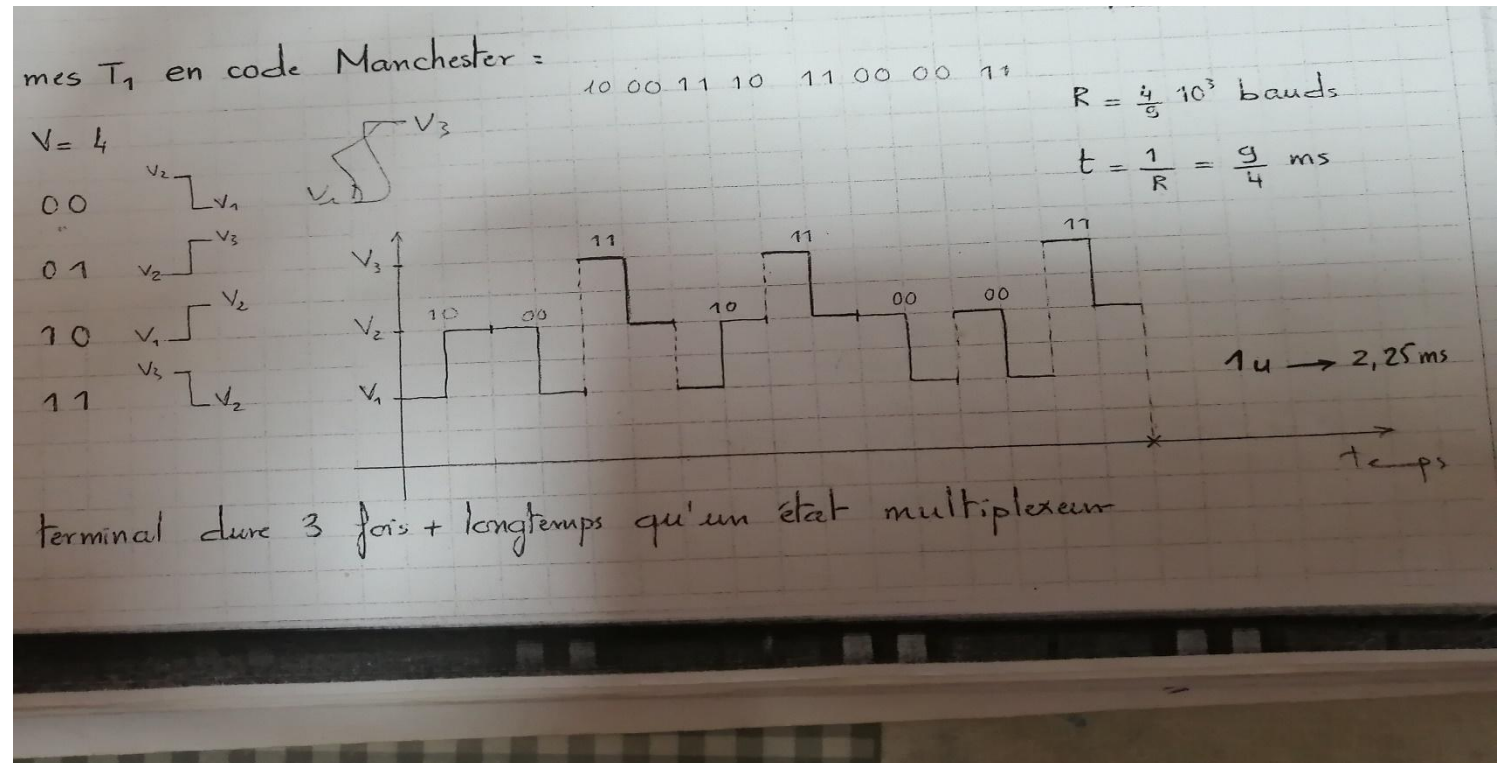 mes T1 en code Manchester =
10 00 11 10 11 00 00 11
R = 4/9 10³ bauds
V = 4
t = 1/R = 9/4 ms
00 V2 V1
01 V2 V3
10 V1 V2
11 V3 V2
V3
V3
V2
V1
10 00 11 10 11 00 00 11
1u → 2,25 ms
temps
terminal dure 3 fois + longtemps qu'un état multiplexeur